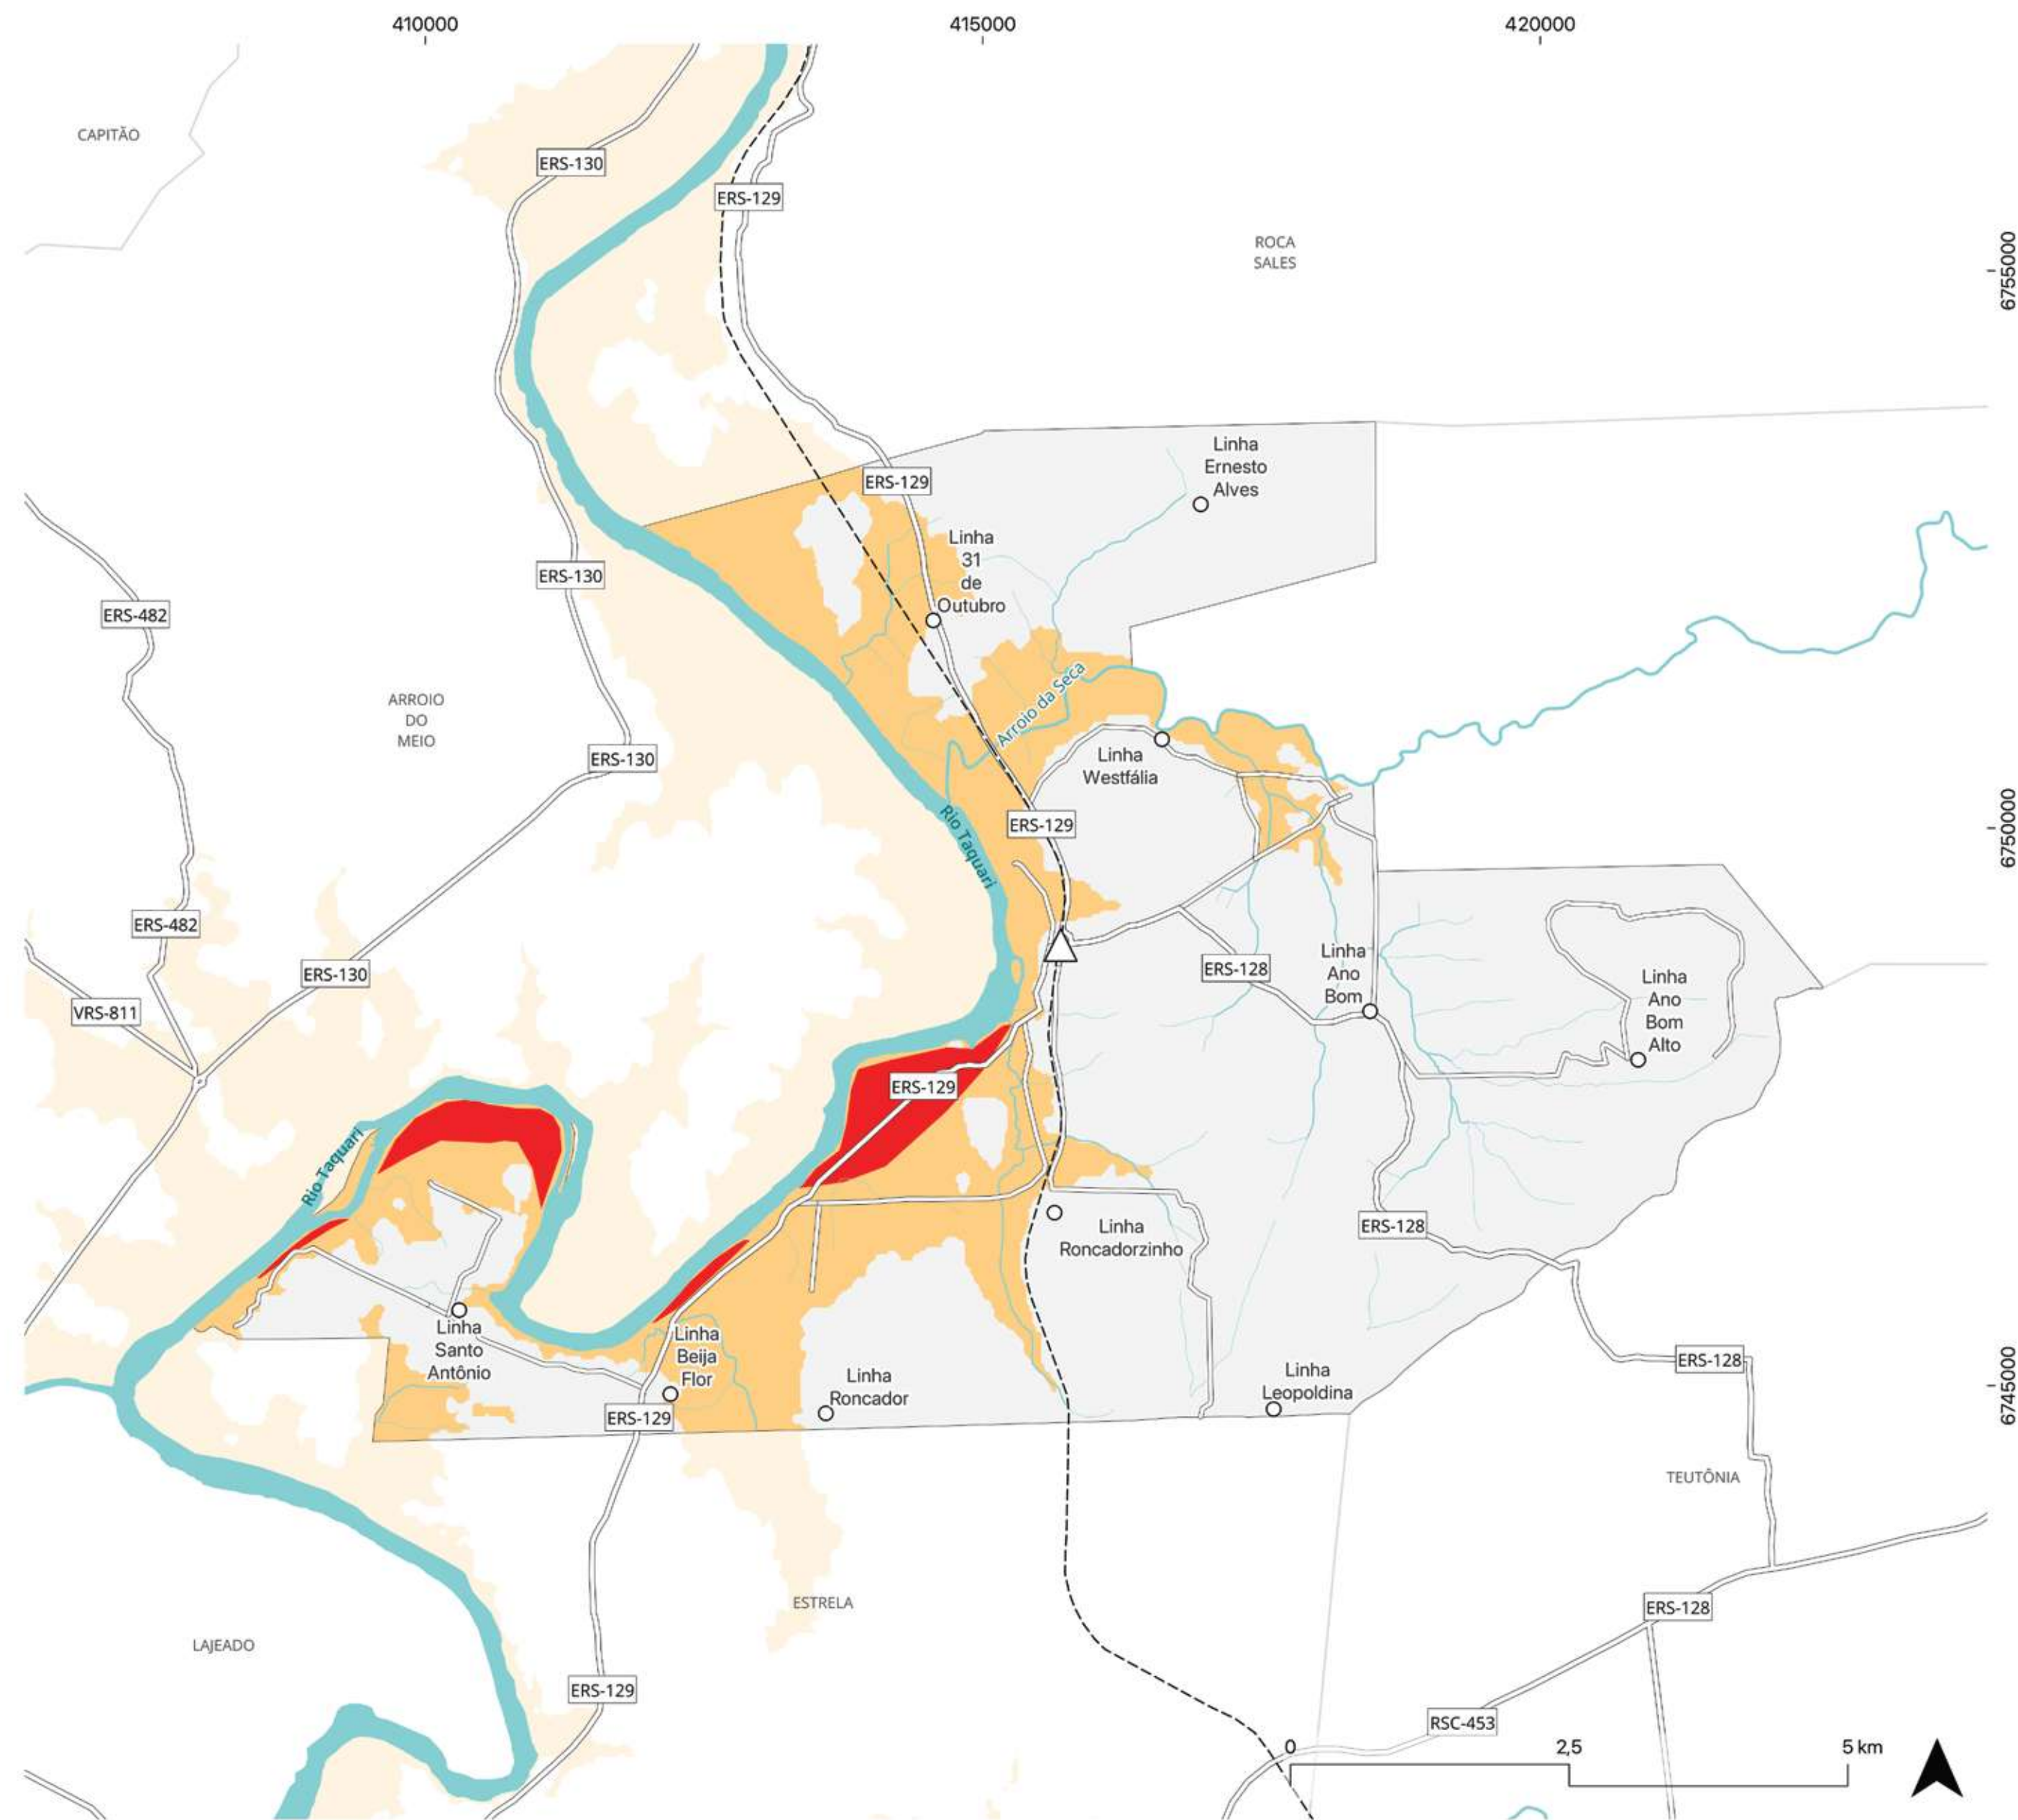 410000
415000
420000
CAPITÃO
ERS-130
ERS-129
ROCA
SALES
6755000
Linha
Ernesto
Alves
ERS-129
Linha
31
de
Outubro
ERS-130
ERS-482
Arroio da Seca
ARROIO
DO
MEIO
ERS-130
Linha
Westfália
Rio Taquari
ERS-129
6750000
ERS-482
ERS-130
VRS-811
ERS-128
Linha
Ano
Bom
Linha
Ano
Bom
Alto
ERS-129
Rio Taquari
Linha
Roncadorzinho
ERS-128
Linha
Santo
Antônio
Linha
Beija
Flor
Linha
Roncador
Linha
Leopoldina
ERS-128
6745000
ERS-129
TEUTÔNIA
ESTRELA
ERS-128
LAJEADO
ERS-129
RSC-453
0
2,5
5 km